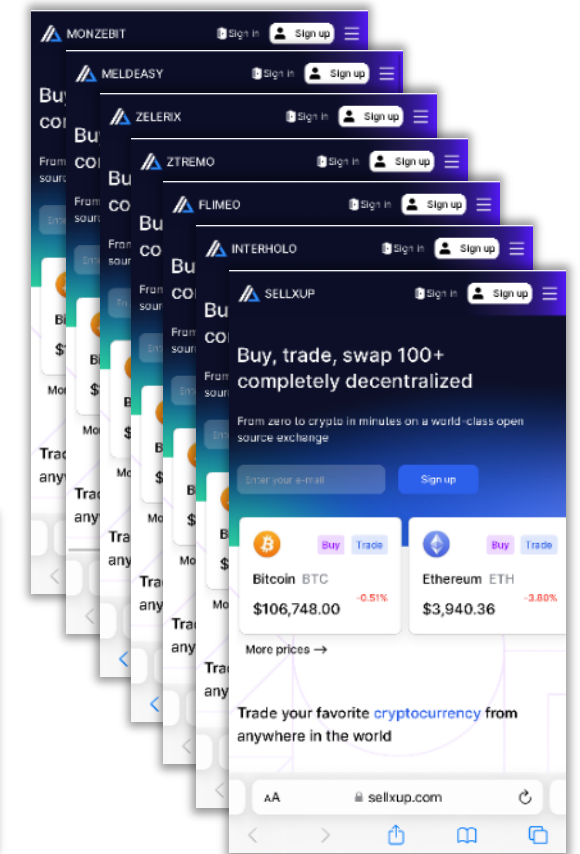 MONZEBIT Sign in Sign up
MELDEASY Sign in Sign up
ZELERIX Sign in Sign up
ZTREMO Sign in Sign up
FLIMEO Sign in Sign up
INTERHOLO Sign in Sign up
SELLXUP Sign in Sign up
Buy, trade, swap 100+
completely decentralized
From zero to crypto in minutes on a world-class open
source exchange
Enter your e-mail Sign up
Buy Trade Buy Trade
Bitcoin BTC Ethereum ETH
$106,748.00 -0.51% $3,940.36 -3.80%
More prices →
Trade your favorite cryptocurrency from
anywhere in the world
AA sellxup.com